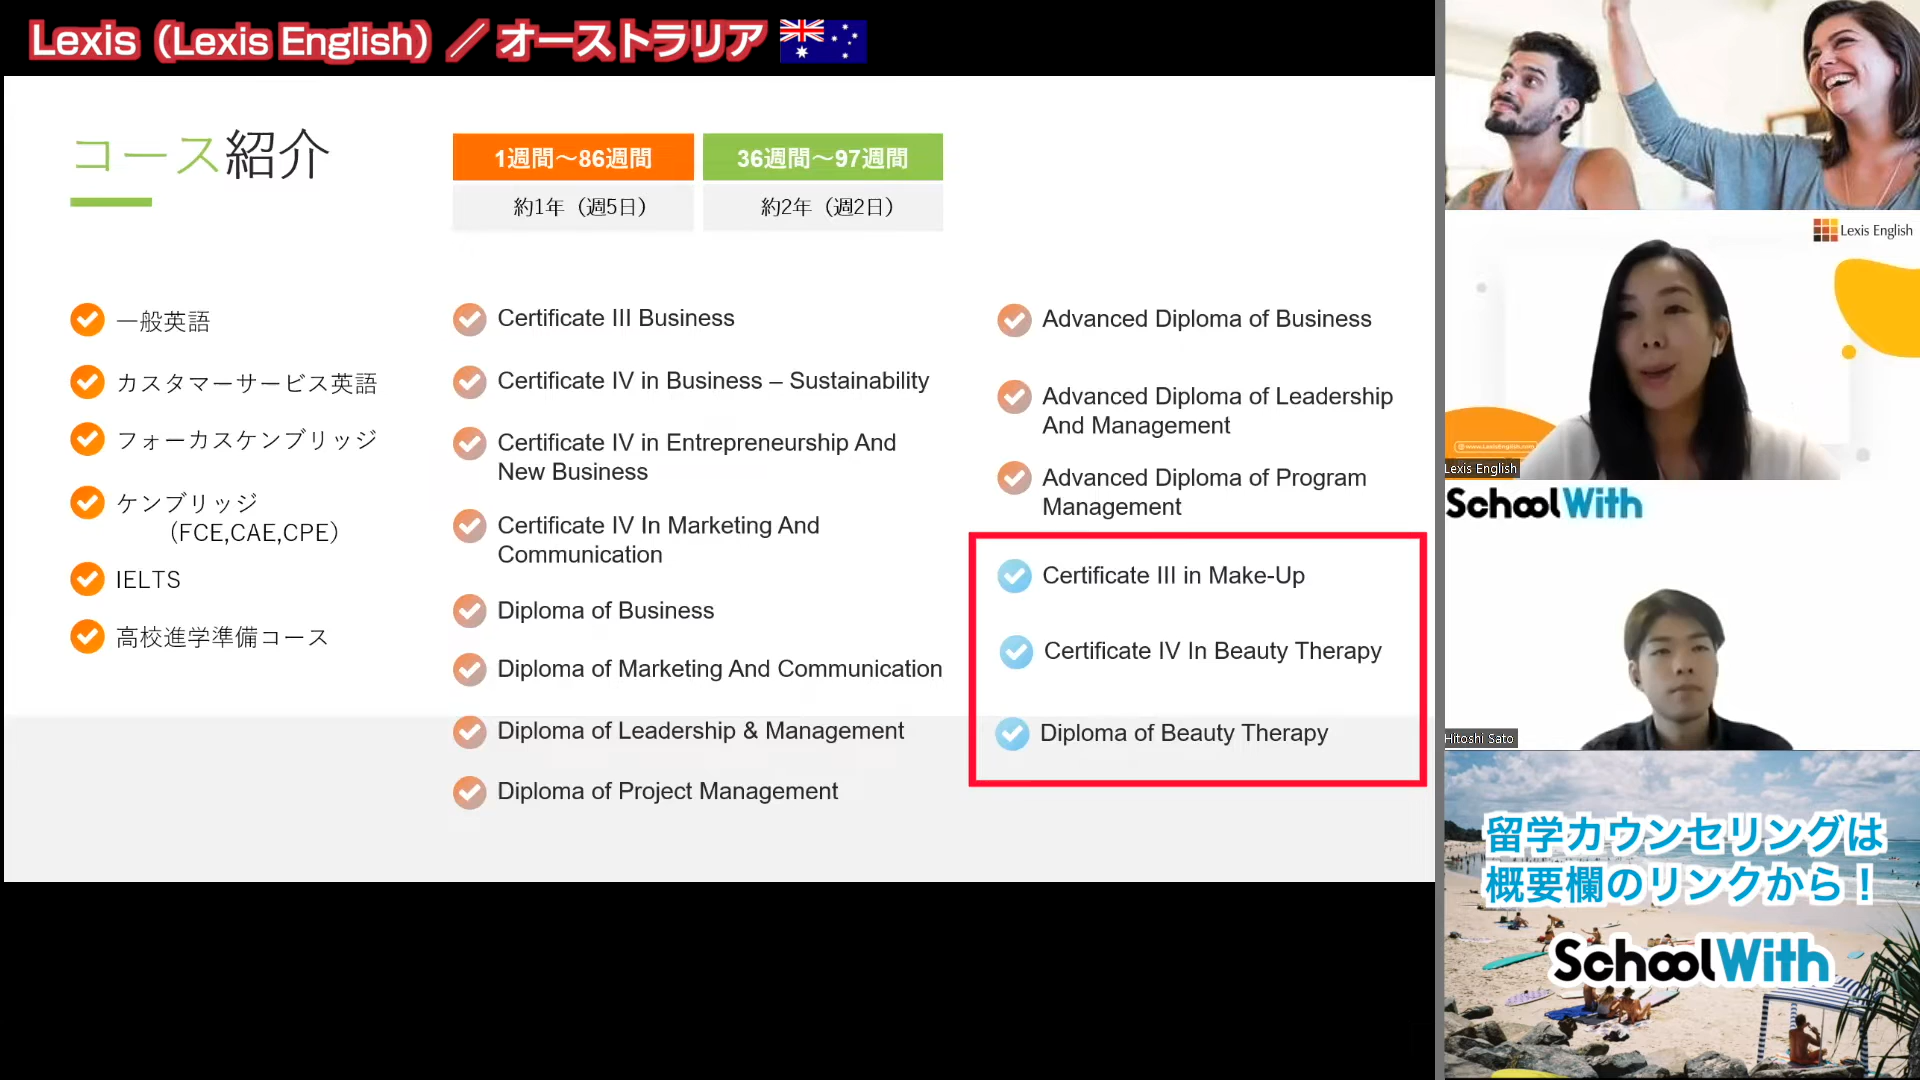 Lexis（Lexis English）／オーストラリア
コース紹介
1週間～86週間
36週間～97週間
約1年（週5日）
約2年（週2日）
一般英語
カスタマーサービス英語
フォーカスケンブリッジ
ケンブリッジ
（FCE,CAE,CPE）
IELTS
高校進学準備コース
Certificate III Business
Certificate IV in Business – Sustainability
Certificate IV in Entrepreneurship And
New Business
Certificate IV In Marketing And
Communication
Diploma of Business
Diploma of Marketing And Communication
Diploma of Leadership & Management
Diploma of Project Management
Advanced Diploma of Business
Advanced Diploma of Leadership
And Management
Advanced Diploma of Program
Management
Certificate III in Make-Up
Certificate IV In Beauty Therapy
Diploma of Beauty Therapy
Lexis English
Lexis English
SchoolWith
Hitoshi Sato
留学カウンセリングは
概要欄のリンクから！
SchoolWith